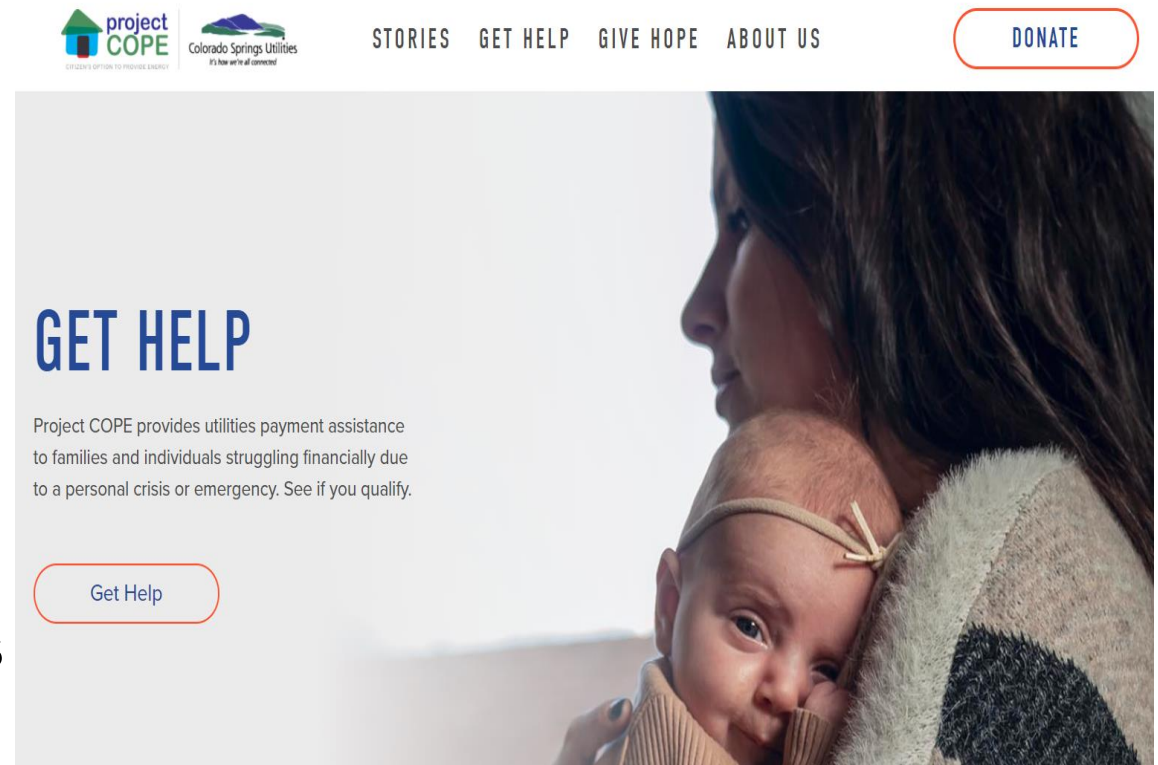 project
COPE
CITIZEN'S OPTION TO PROVIDE ENERGY
Colorado Springs Utilities
It's how we're all connected
STORIES GET HELP GIVE HOPE ABOUT US
DONATE
GET HELP
Project COPE provides utilities payment assistance
to families and individuals struggling financially due
to a personal crisis or emergency. See if you qualify.
Get Help